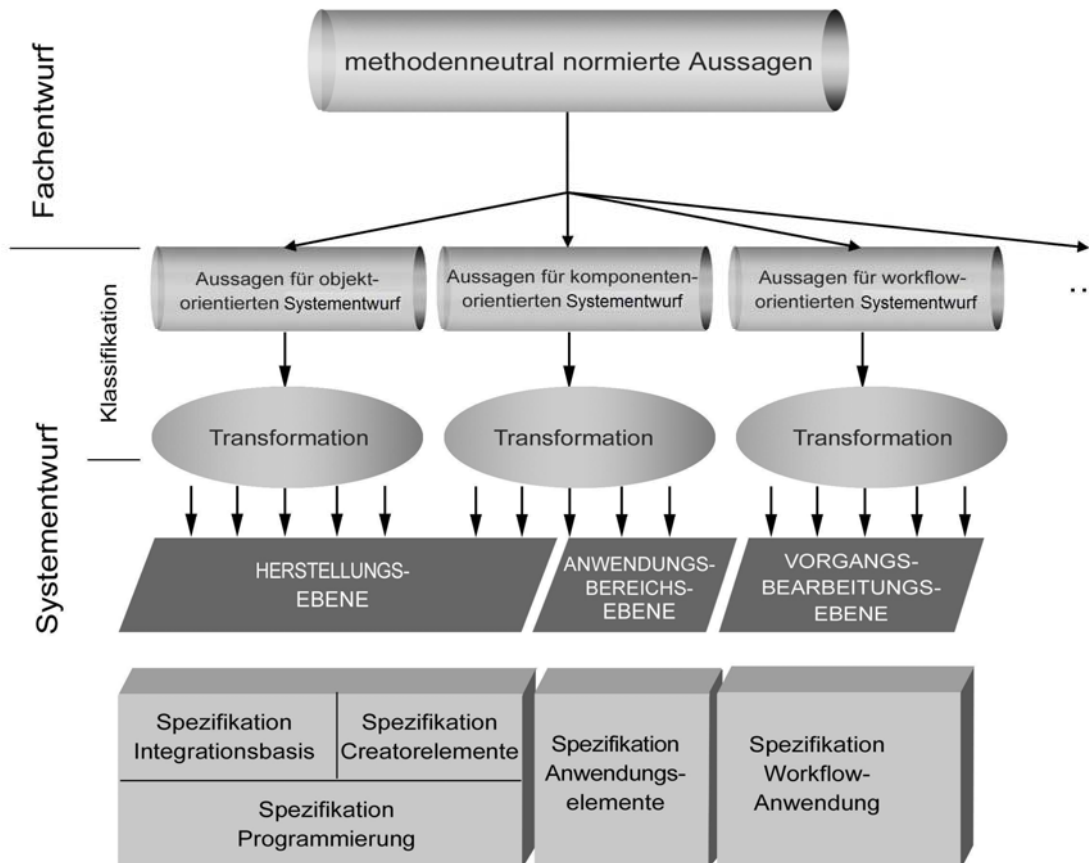 Fachentwurf
methodenneutral normierte Aussagen
Systementwurf
Klassifikation
Aussagen für objekt-
orientierten Systementwurf
Aussagen für komponenten-
orientierten Systementwurf
Aussagen für workflow-
orientierten Systementwurf
..
Transformation
Transformation
Transformation
HERSTELLUNGS-
EBENE
ANWENDUNGS-
BEREICHS-
EBENE
VORGANGS-
BEARBEITUNGS-
EBENE
Spezifikation
Integrationsbasis
Spezifikation
Creatorelemente
Spezifikation
Programmierung
Spezifikation
Anwendungs-
elemente
Spezifikation
Workflow-
Anwendung